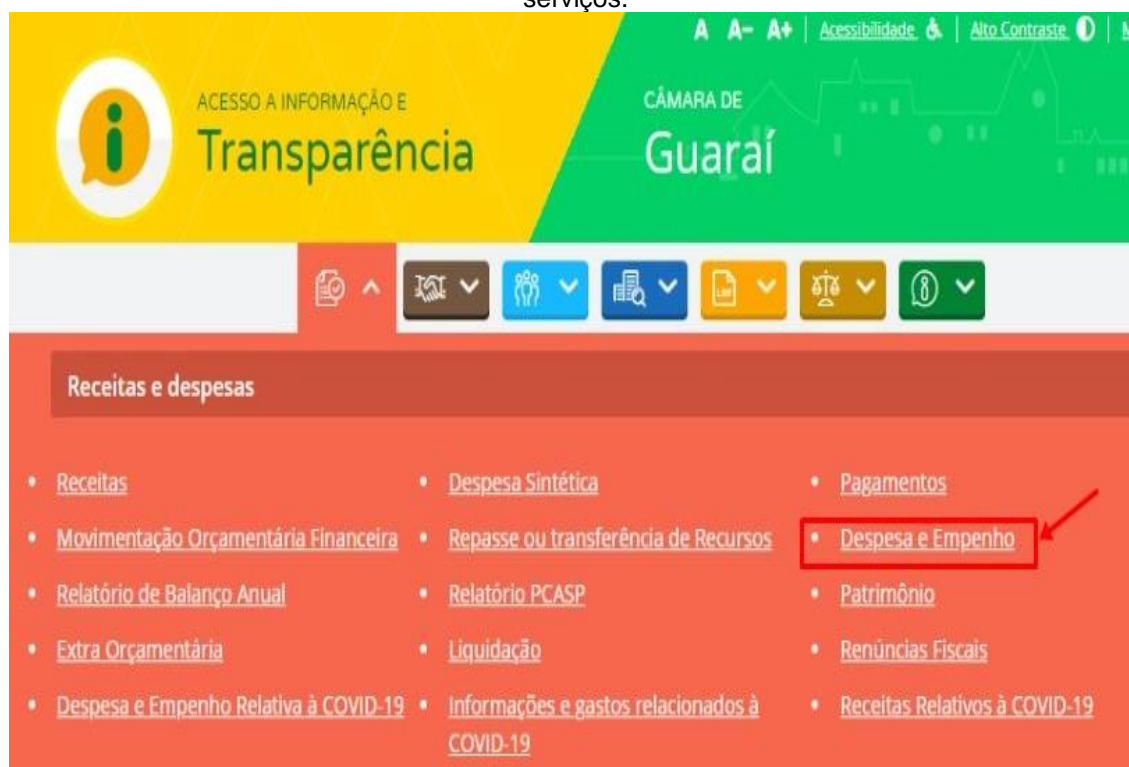 serviços.
A A- A+ | Acessibilidade | Alto Contraste |
ACESSO A INFORMAÇÃO E
Transparência
CÂMARA DE
Guaraí
LRF
Receitas e despesas
• Receitas
• Despesa Sintética
• Pagamentos
• Movimentação Orçamentária Financeira
• Repasse ou transferência de Recursos
• Despesa e Empenho
• Relatório de Balanço Anual
• Relatório PCASP
• Patrimônio
• Extra Orçamentária
• Liquidação
• Renúncias Fiscais
• Despesa e Empenho Relativa à COVID-19
• Informações e gastos relacionados à
COVID-19
• Receitas Relativos à COVID-19